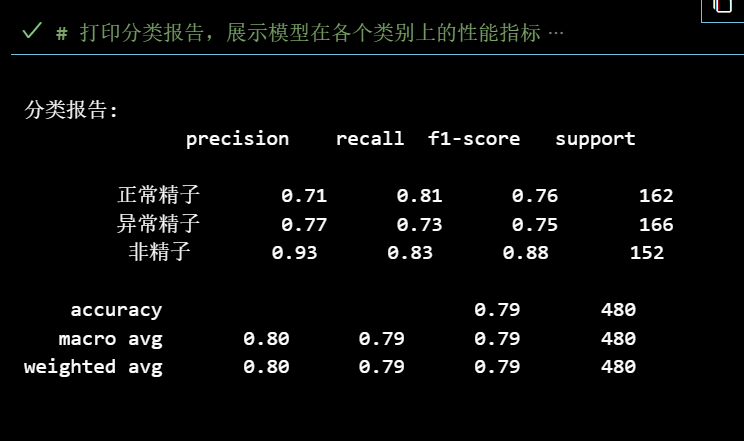 # 打印分类报告，展示模型在各个类别上的性能指标 …
分类报告:
precision recall f1-score support
正常精子 0.71 0.81 0.76 162
异常精子 0.77 0.73 0.75 166
非精子 0.93 0.83 0.88 152
accuracy 0.79 480
macro avg 0.80 0.79 0.79 480
weighted avg 0.80 0.79 0.79 480